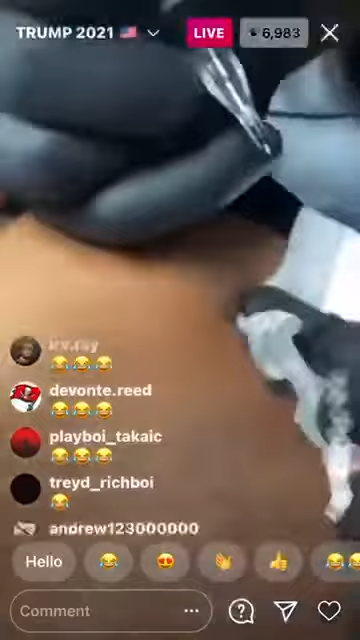 TRUMP 2021 🇺🇸
LIVE
6,983
😂😂😂
devonte.reed
😂😂😂
playboi_takaic
😂😂😂
treyd_richboi
😂
andrew123000000
Hello 😂 😍 👋 👍 😂😂
Comment